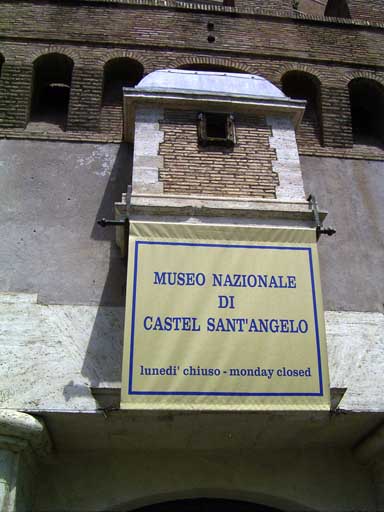 MUSEO NAZIONALE
DI
CASTEL SANT'ANGELO
lunedi' chiuso - monday closed